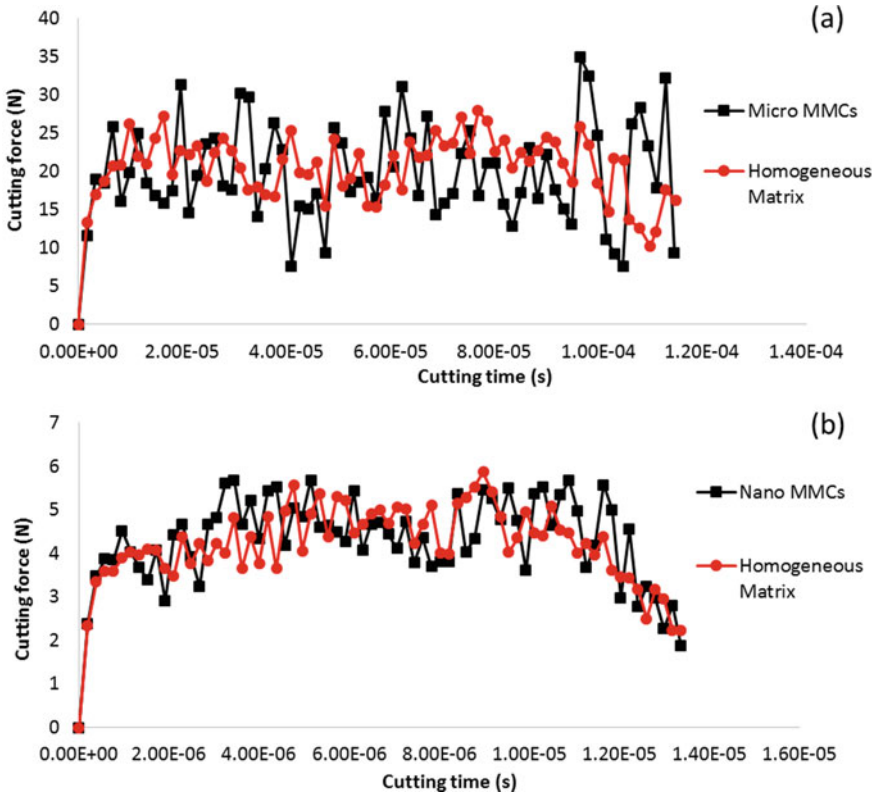 (a)
Cutting force (N)
40
35
30
25
20
15
10
5
0
0.00E+00 2.00E-05 4.00E-05 6.00E-05 8.00E-05 1.00E-04 1.20E-04 1.40E-04
Cutting time (s)
Micro MMCs
Homogeneous
Matrix
(b)
Cutting force (N)
7
6
5
4
3
2
1
0
0.00E+00 2.00E-06 4.00E-06 6.00E-06 8.00E-06 1.00E-05 1.20E-05 1.40E-05 1.60E-05
Cutting time (s)
Nano MMCs
Homogeneous
Matrix